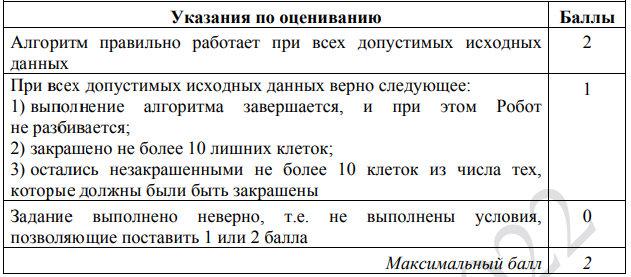 Указания по оцениванию Баллы
Алгоритм правильно работает при всех допустимых исходных 2
данных
При всех допустимых исходных данных верно следующее: 1
1) выполнение алгоритма завершается, и при этом Робот
не разбивается;
2) закрашено не более 10 лишних клеток;
3) остались незакрашенными не более 10 клеток из числа тех,
которые должны были быть закрашены
Задание выполнено неверно, т.е. не выполнены условия, 0
позволяющие поставить 1 или 2 балла
Максимальный балл 2